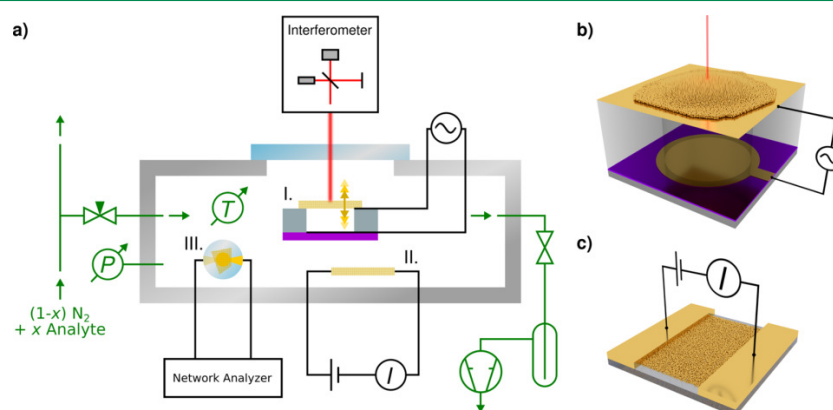 a)
Interferometer
b)
I.
T
III.
II.
P
c)
(1-x) N₂
+ x Analyte
I
I
Network Analyzer